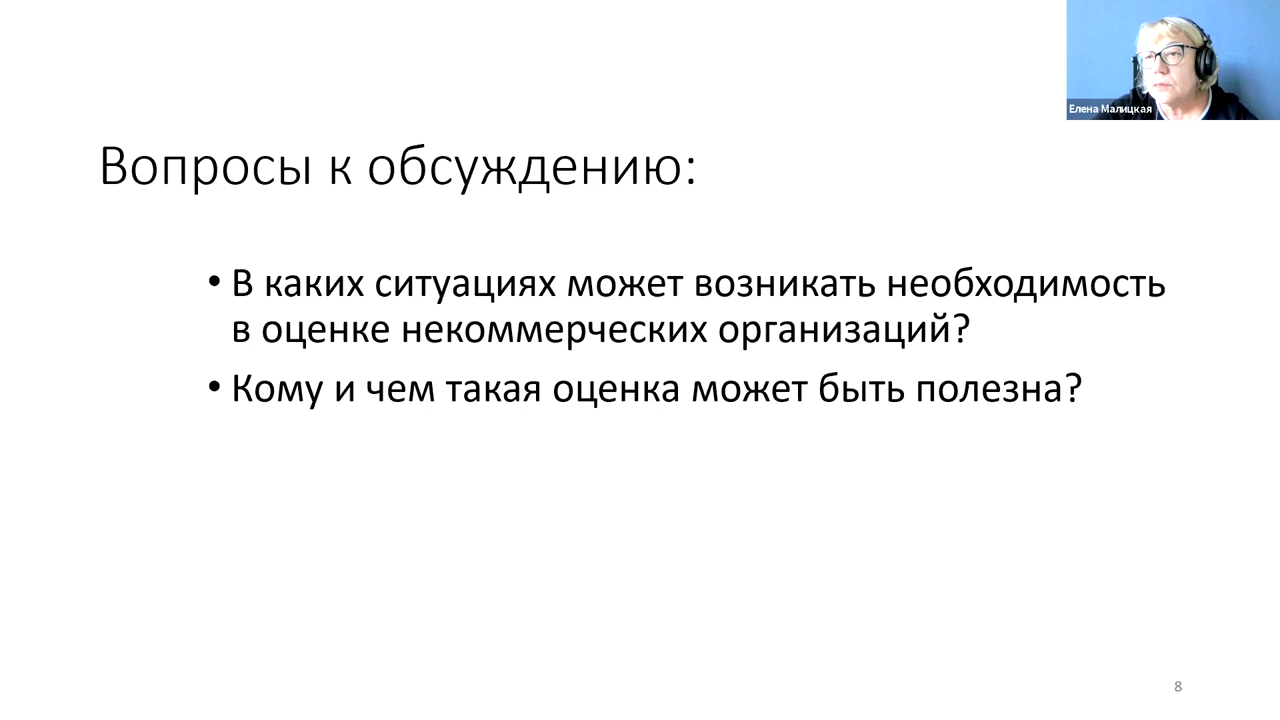 Елена Малицкая
Вопросы к обсуждению:
• В каких ситуациях может возникать необходимость
в оценке некоммерческих организаций?
• Кому и чем такая оценка может быть полезна?
8